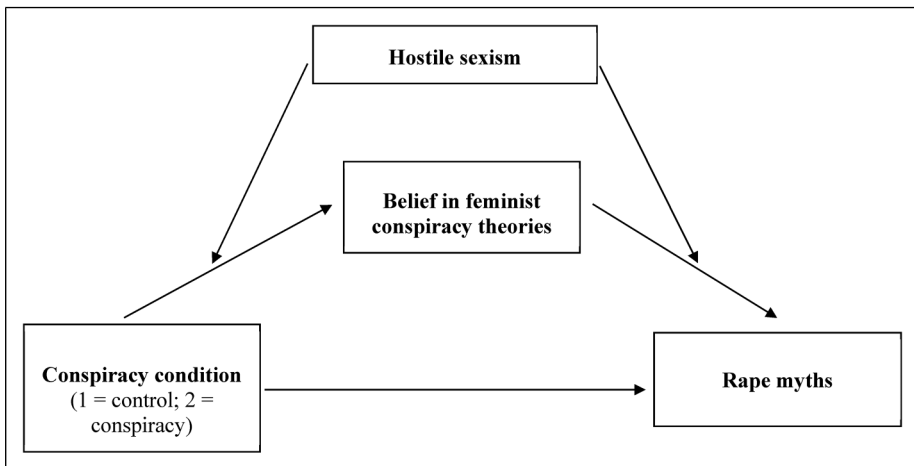 Hostile sexism
Belief in feminist
conspiracy theories
Conspiracy condition
(1 = control; 2 =
conspiracy)
Rape myths